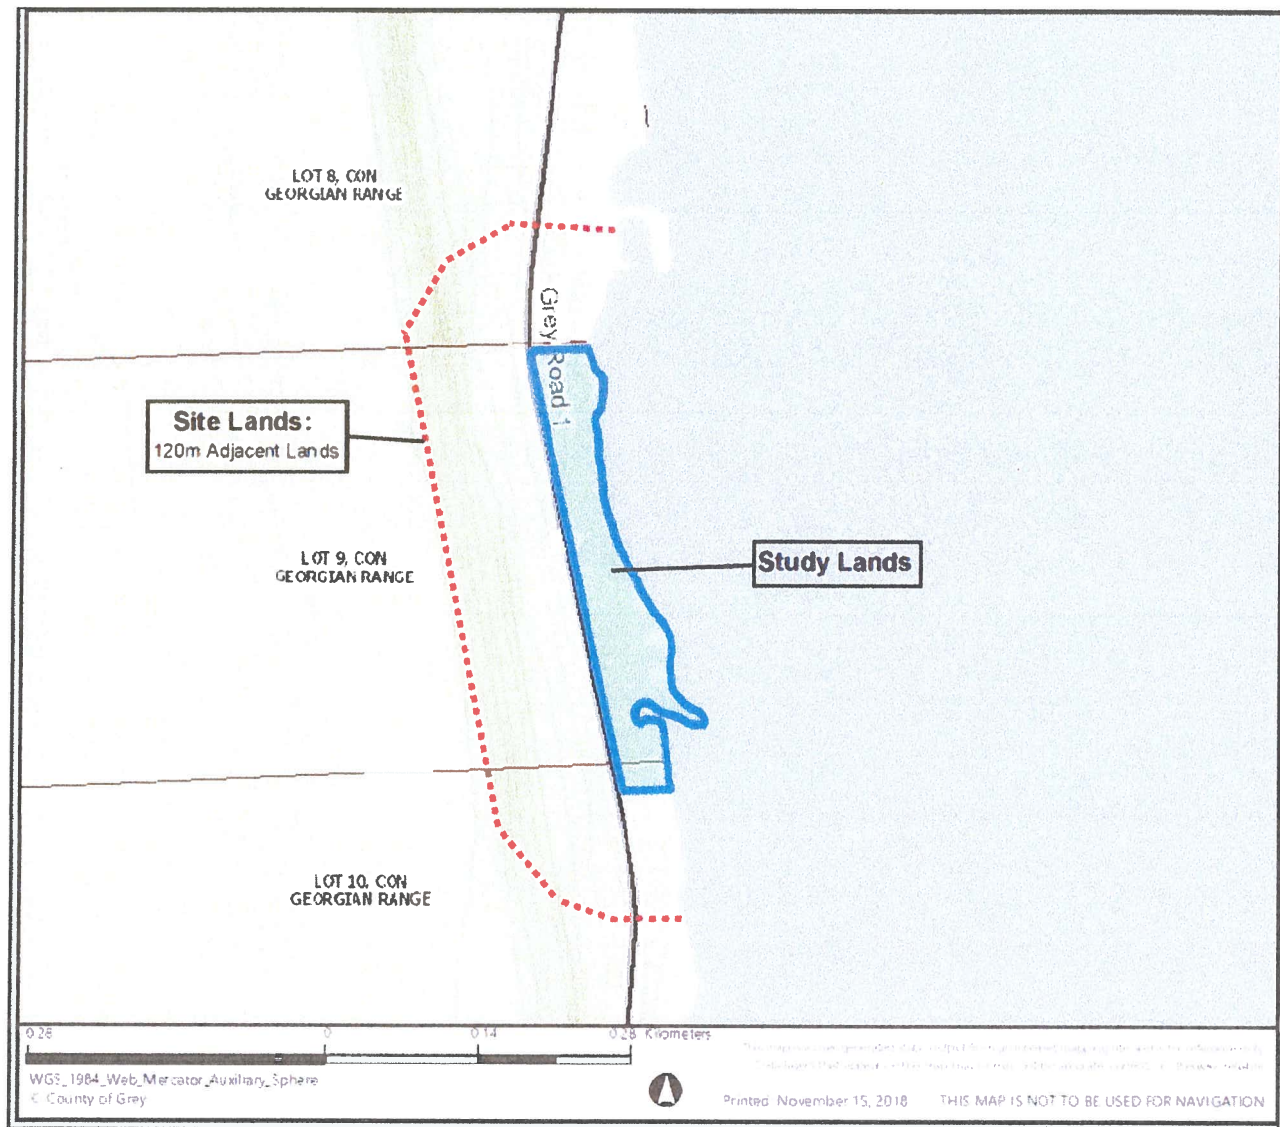 LOT 8, CON
GEORGIAN RANGE
Grey Road 1
Site Lands:
120m Adjacent Lands
LOT 9, CON
GEORGIAN RANGE
Study Lands
LOT 10, CON
GEORGIAN RANGE
0.28 0 0.14 0.28 Kilometers
WGS_1984_Web_Mercator_Auxiliary_Sphere
© County of Grey
Printed: November 15, 2018 THIS MAP IS NOT TO BE USED FOR NAVIGATION